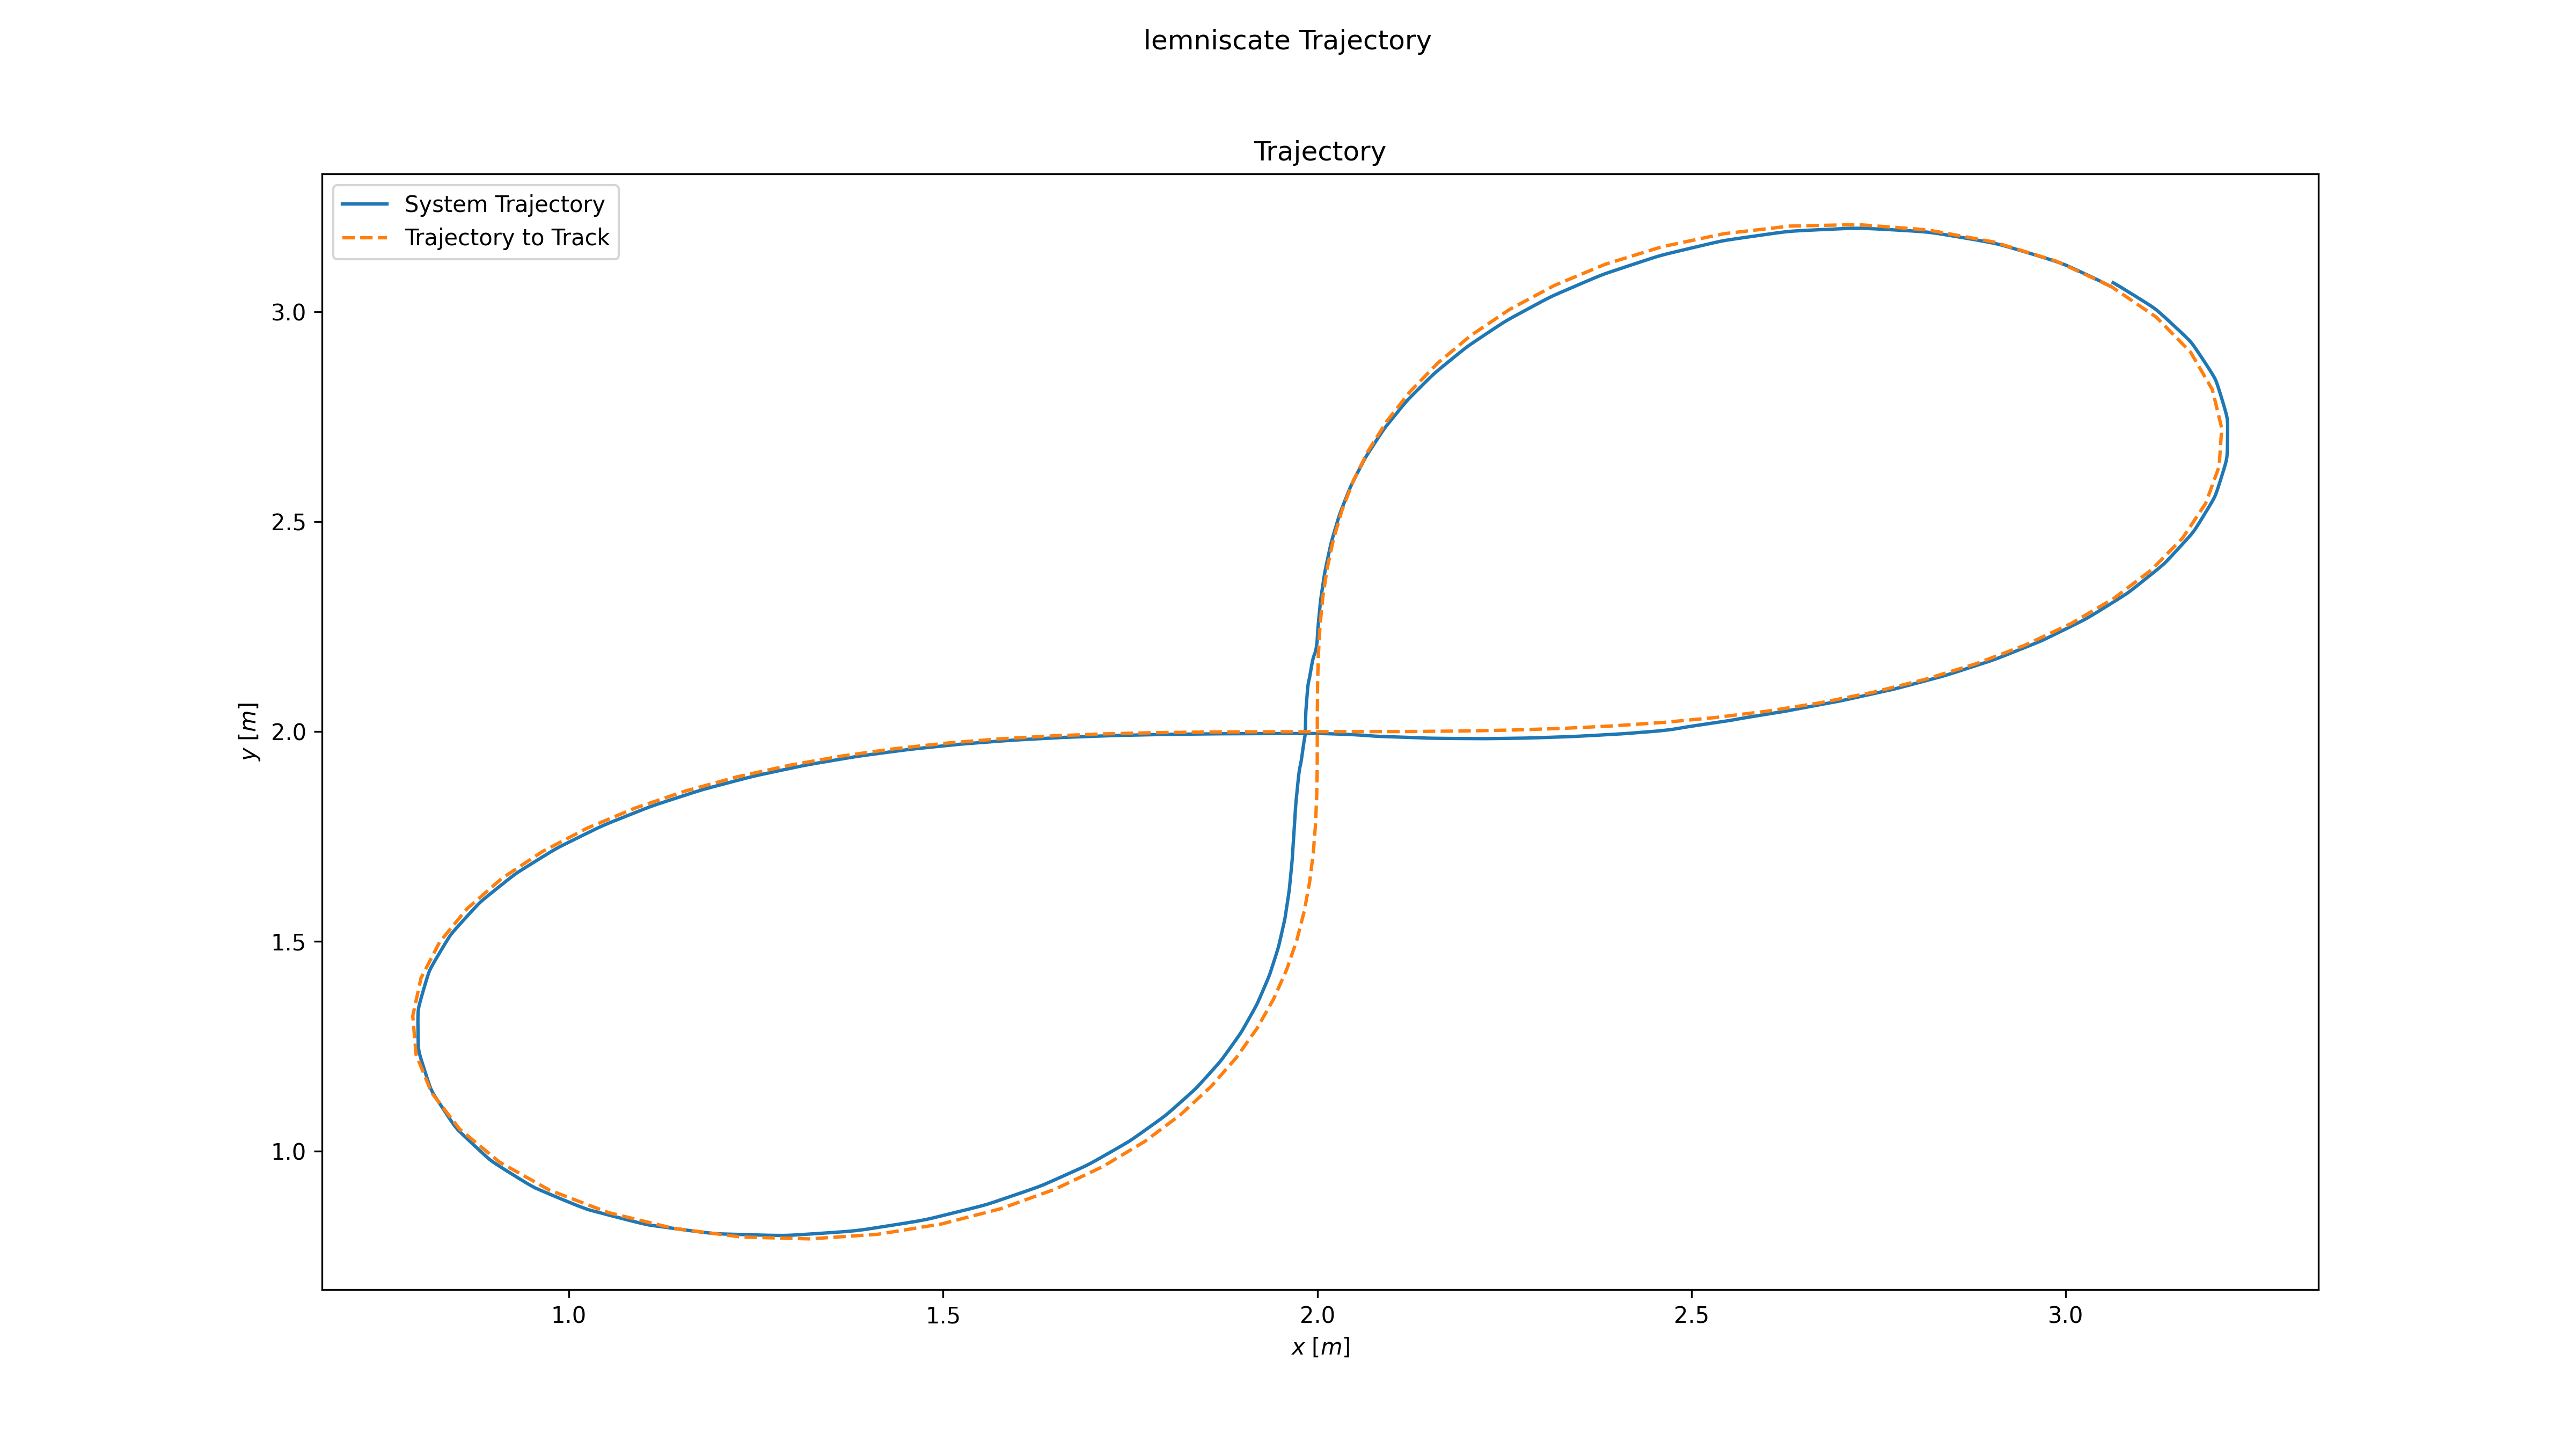 lemniscate Trajectory
Trajectory
System Trajectory
Trajectory to Track
3.0
2.5
2.0
1.5
1.0
y [m]
1.0 1.5 2.0 2.5 3.0
x [m]